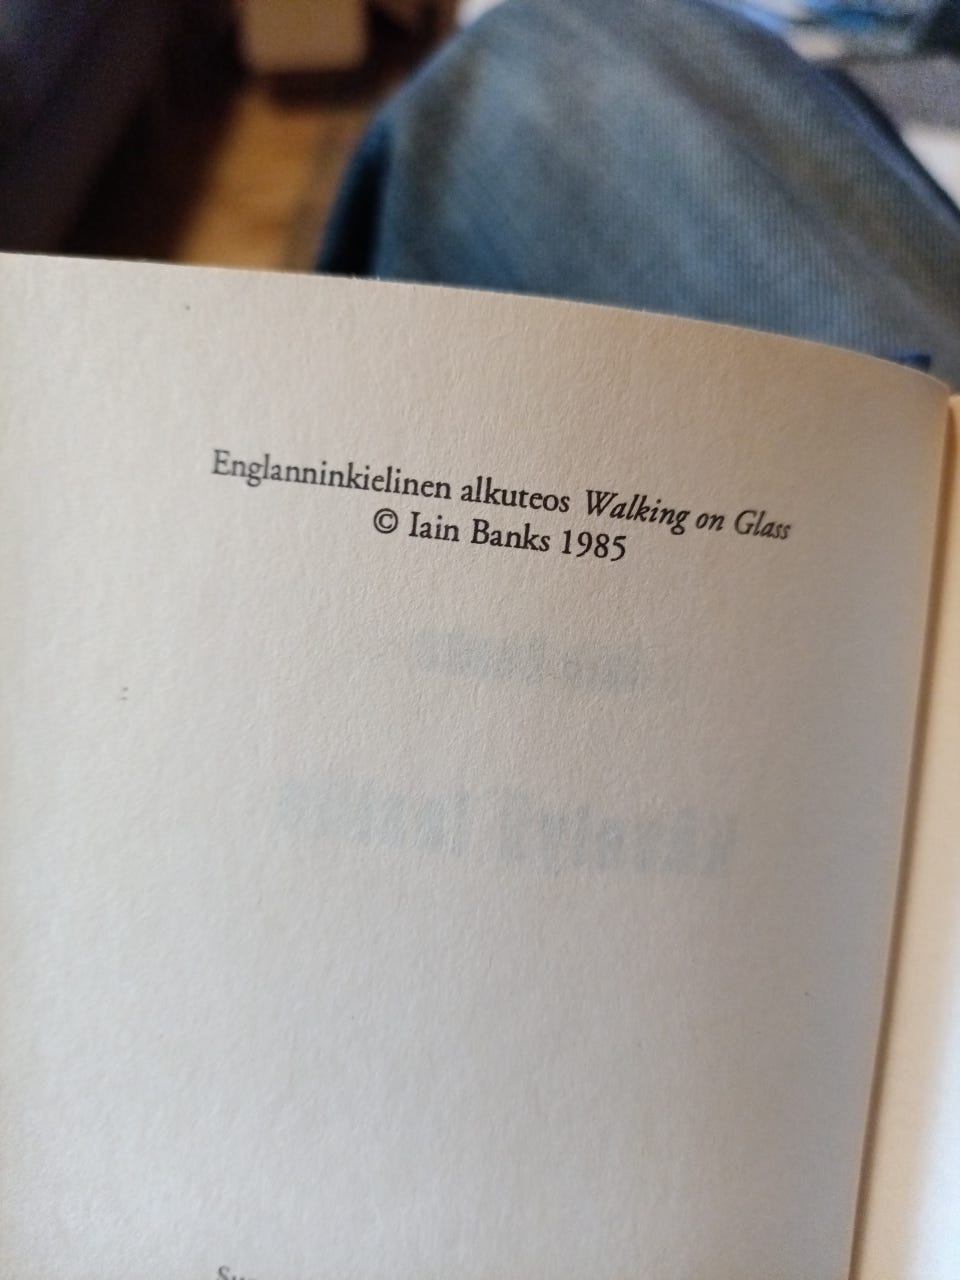 Englanninkielinen alkuteos Walking on Glass
© Iain Banks 1985